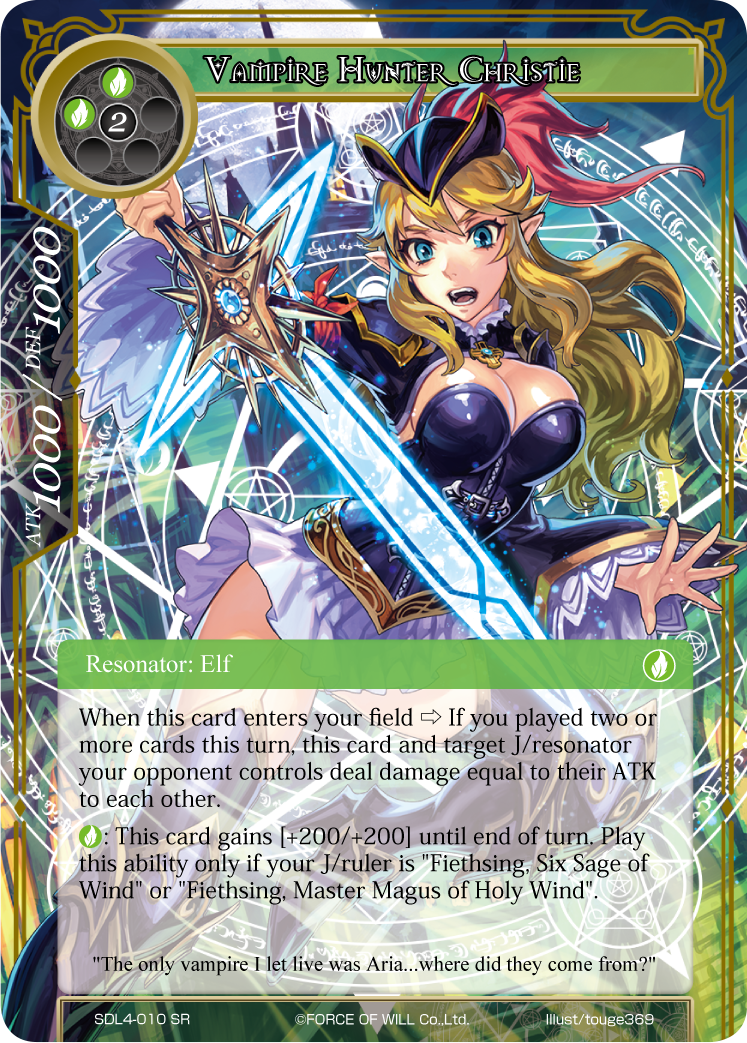 Vampire Hunter Christie
2
ATK 1000 / DEF 1000
Resonator: Elf
When this card enters your field ⇨ If you played two or
more cards this turn, this card and target J/resonator
your opponent controls deal damage equal to their ATK
to each other.
: This card gains [+200/+200] until end of turn. Play
this ability only if your J/ruler is "Fiethsing, Six Sage of
Wind" or "Fiethsing, Master Magus of Holy Wind".
"The only vampire I let live was Aria...where did they come from?"
SDL4-010 SR
©FORCE OF WILL Co.,Ltd.
Illust/touge369